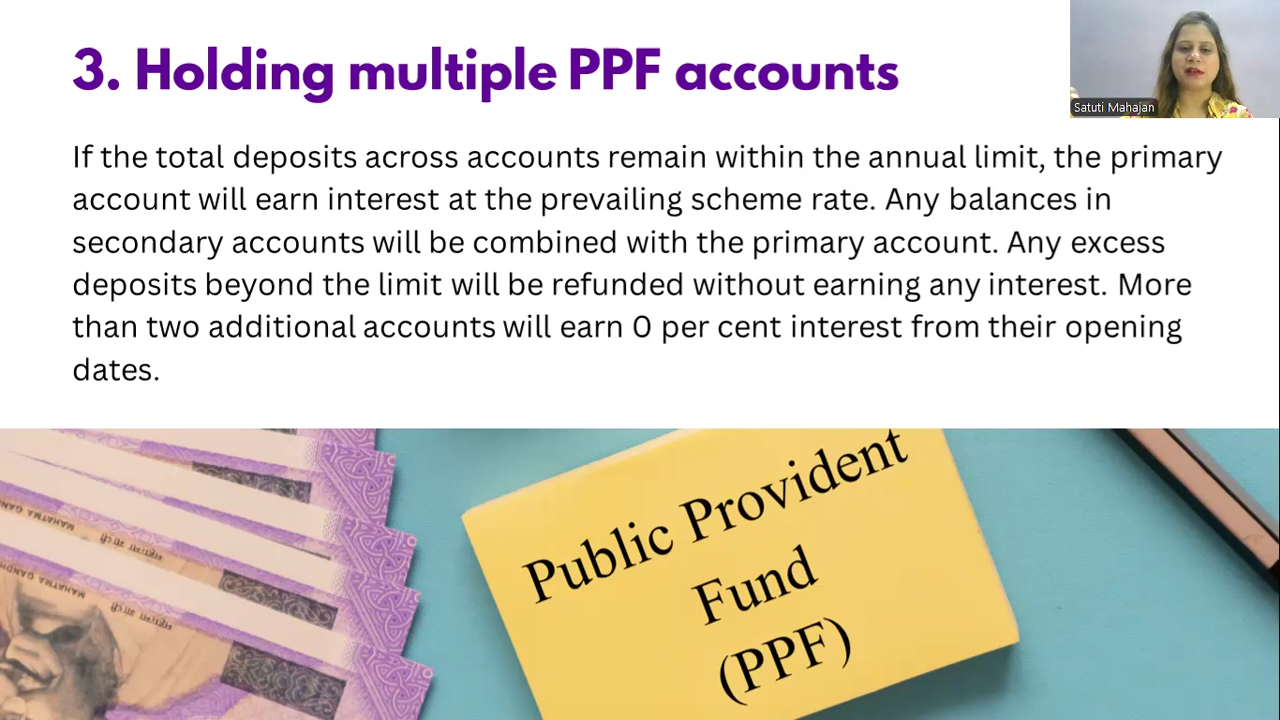 3. Holding multiple PPF accounts
Satuti Mahajan
If the total deposits across accounts remain within the annual limit, the primary
account will earn interest at the prevailing scheme rate. Any balances in
secondary accounts will be combined with the primary account. Any excess
deposits beyond the limit will be refunded without earning any interest. More
than two additional accounts will earn 0 per cent interest from their opening
dates.
Public Provident
Fund
(PPF)
MAHATMA GANDHI